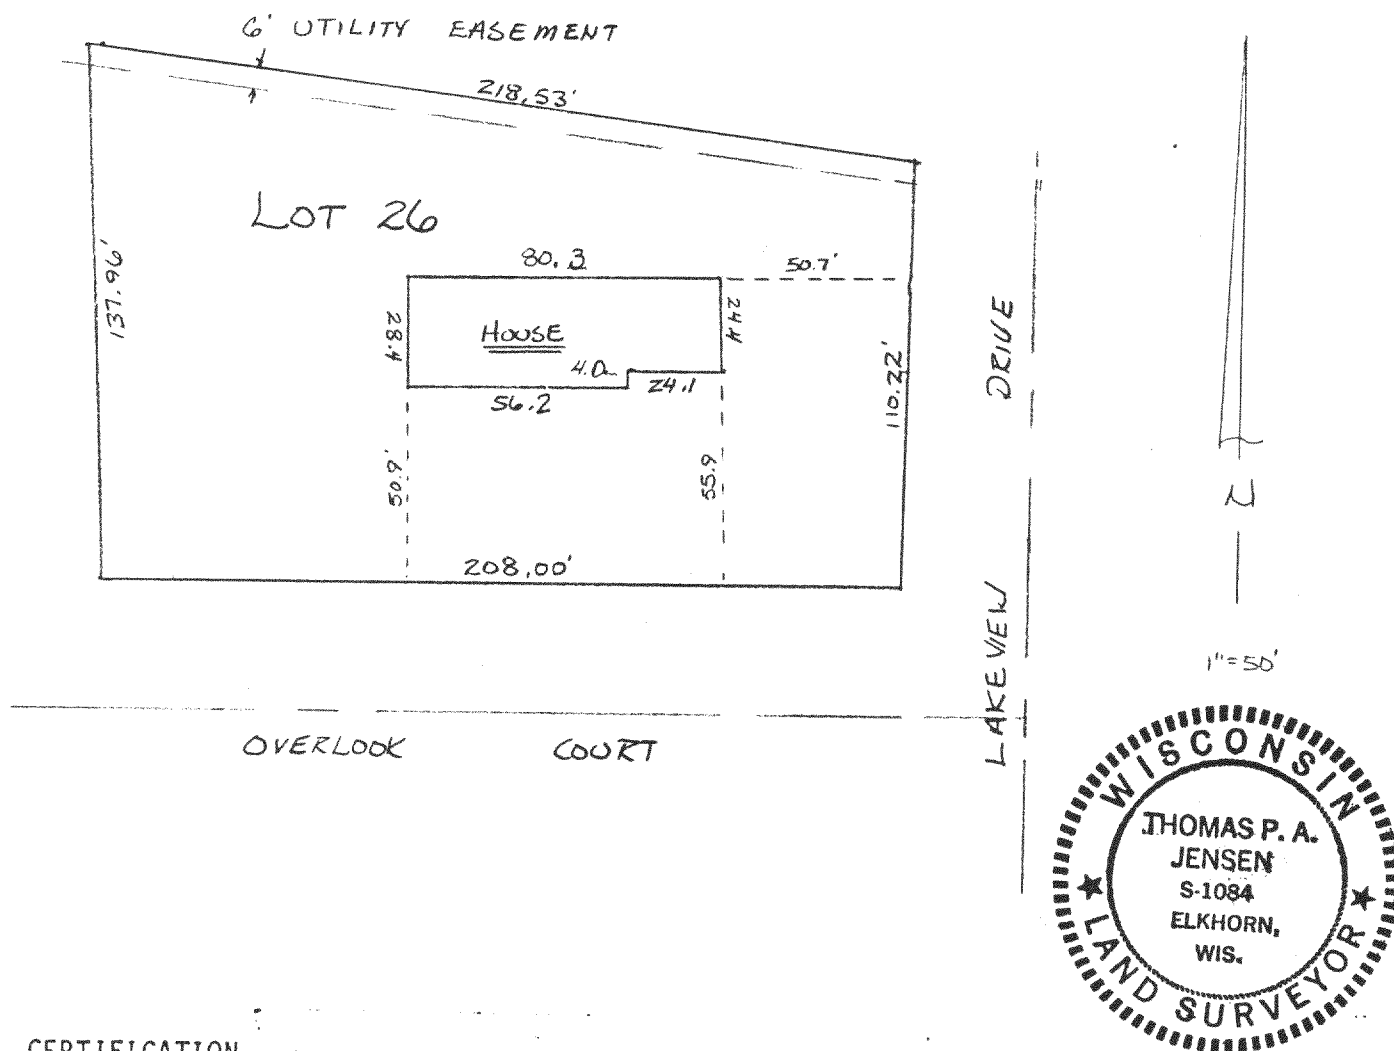 6' UTILITY EASEMENT
218.53'
LOT 26
137.96'
80.3
50.7'
28.4
HOUSE
24.4
4.0
24.1
56.2
110.22'
50.9'
55.9
208.00'
LAKEVIEW DRIVE
OVERLOOK COURT
N
1"=50'
WISCONSIN
THOMAS P. A.
JENSEN
S-1084
ELKHORN,
WIS.
LAND SURVEYOR
CERTIFICATION